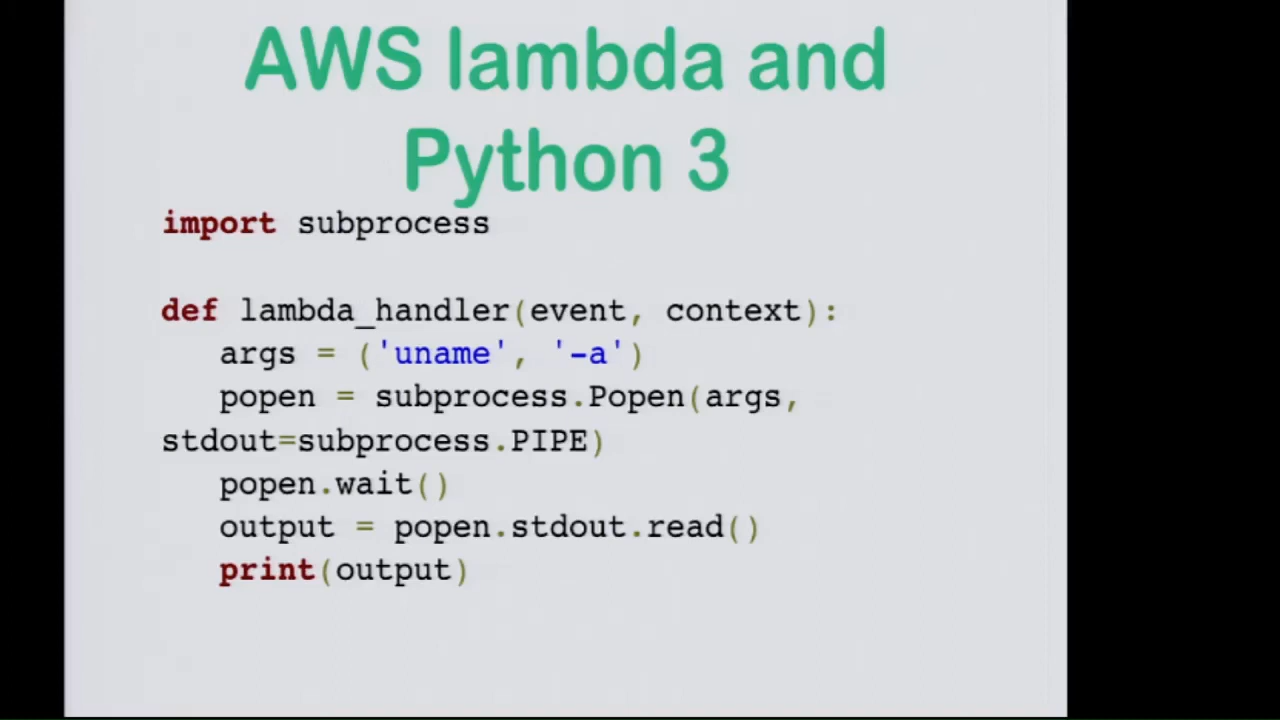 AWS lambda and
Python 3
import subprocess
def lambda_handler(event, context):
args = ('uname', '-a')
popen = subprocess.Popen(args,
stdout=subprocess.PIPE)
popen.wait()
output = popen.stdout.read()
print(output)